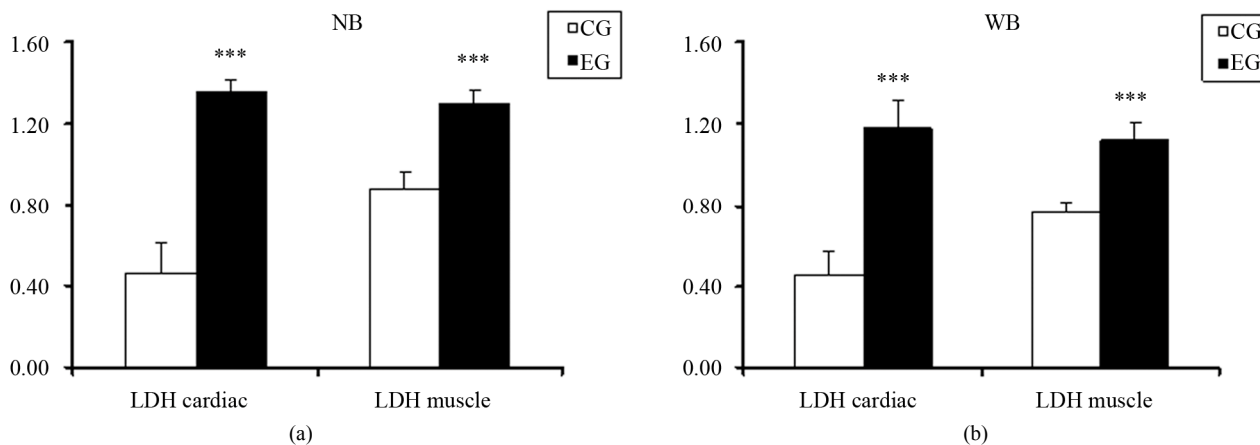 NB
CG
EG
1.60
1.20
0.80
0.40
0.00
***
***
LDH cardiac
LDH muscle
(a)
WB
CG
EG
1.60
1.20
0.80
0.40
0.00
***
***
LDH cardiac
LDH muscle
(b)